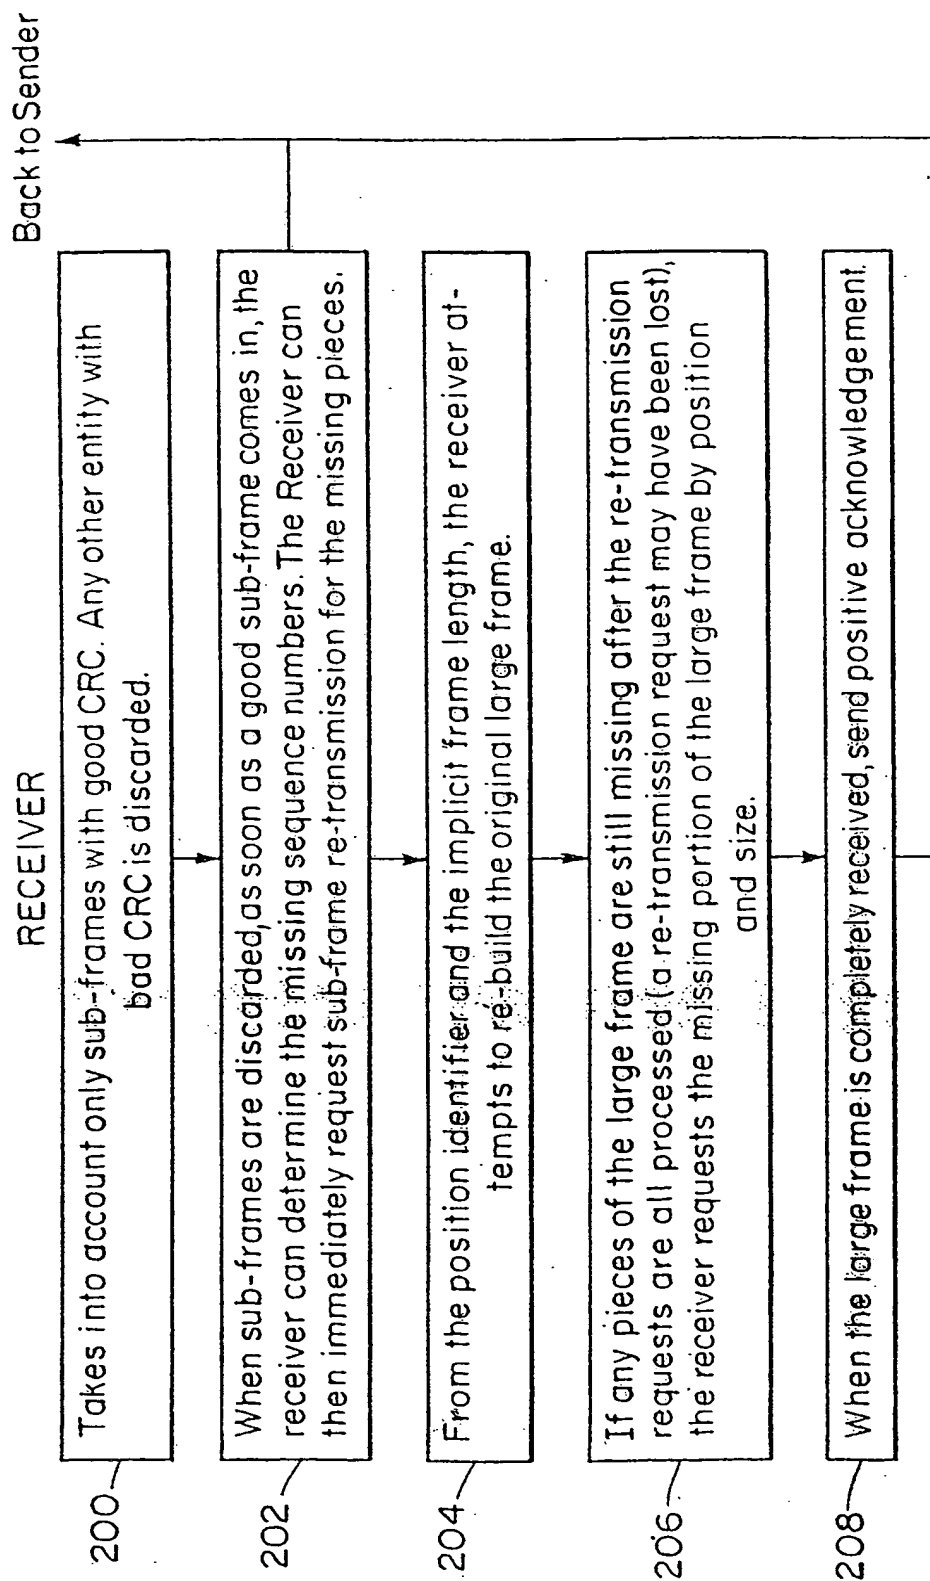 RECEIVER
Back to Sender
200
Takes into account only sub-frames with good CRC. Any other entity with
bad CRC is discarded.
202
When sub-frames are discarded, as soon as a good sub-frame comes in, the
receiver can determine the missing sequence numbers. The Receiver can
then immediately request sub-frame re-transmission for the missing pieces.
204
From the position identifier and the implicit frame length, the receiver at-
tempts to re-build the original large frame.
206
If any pieces of the large frame are still missing after the re-transmission
requests are all processed (a re-transmission request may have been lost),
the receiver requests the missing portion of the large frame by position
and size.
208
When the large frame is completely received, send positive acknowledgement.